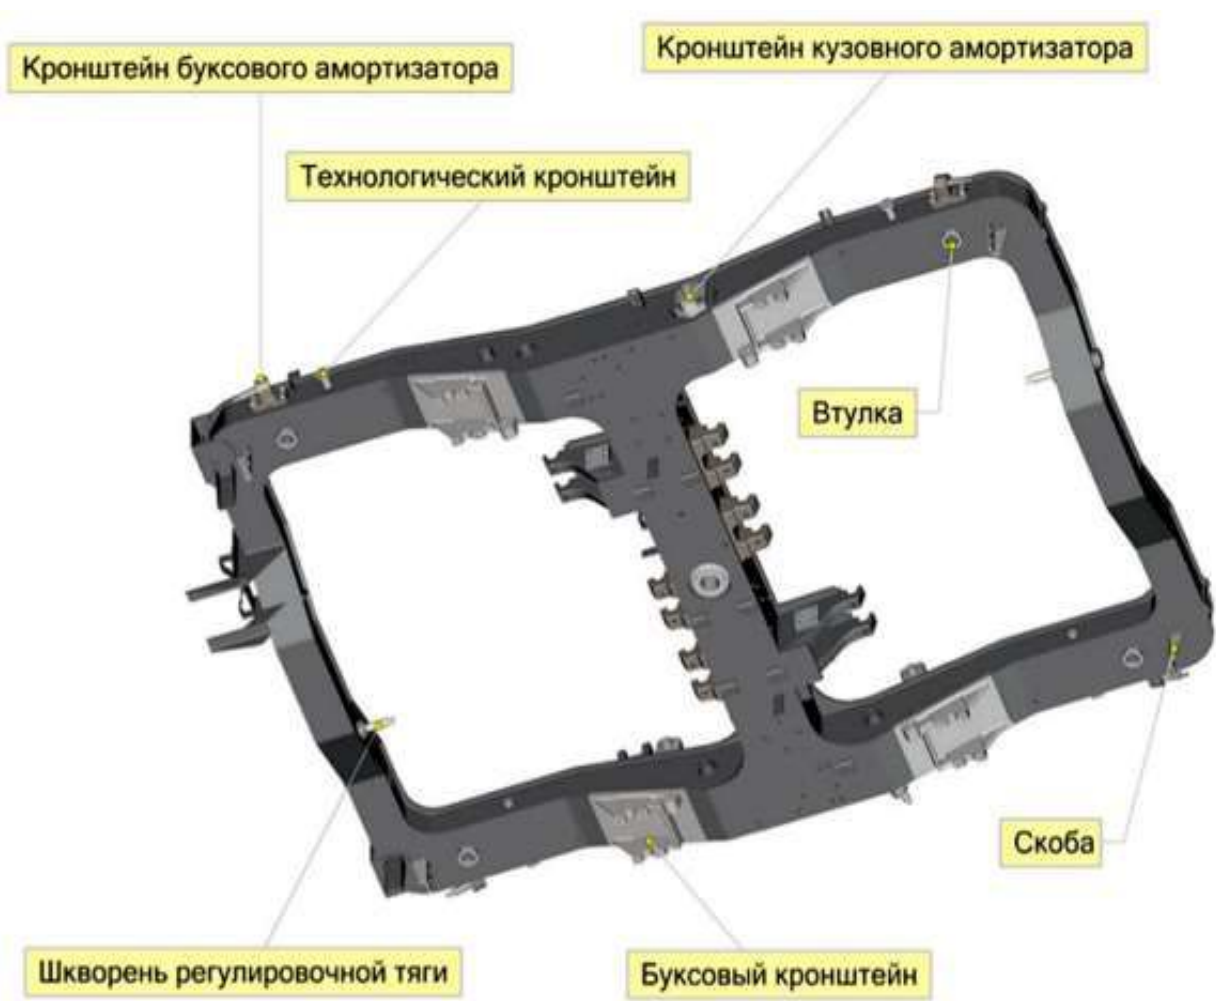 Кронштейн кузовного амортизатора
Кронштейн буксового амортизатора
Технологический кронштейн
Втулка
Скоба
Шкворень регулировочной тяги
Буксовый кронштейн